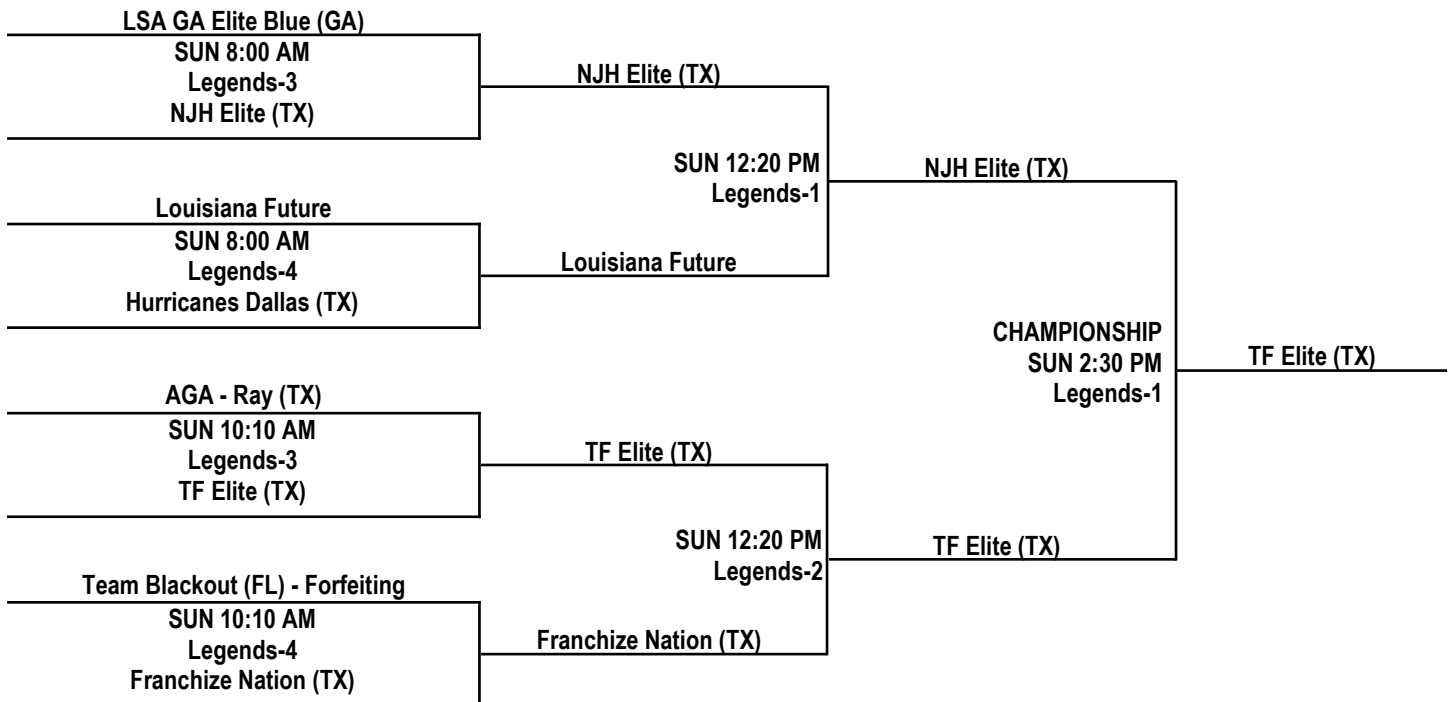 LSA GA Elite Blue (GA)
SUN 8:00 AM
Legends-3
NJH Elite (TX)
Louisiana Future
SUN 8:00 AM
Legends-4
Hurricanes Dallas (TX)
AGA - Ray (TX)
SUN 10:10 AM
Legends-3
TF Elite (TX)
Team Blackout (FL) - Forfeiting
SUN 10:10 AM
Legends-4
Franchize Nation (TX)
NJH Elite (TX)
SUN 12:20 PM
Legends-1
Louisiana Future
TF Elite (TX)
SUN 12:20 PM
Legends-2
Franchize Nation (TX)
NJH Elite (TX)
CHAMPIONSHIP
SUN 2:30 PM
Legends-1
TF Elite (TX)
TF Elite (TX)